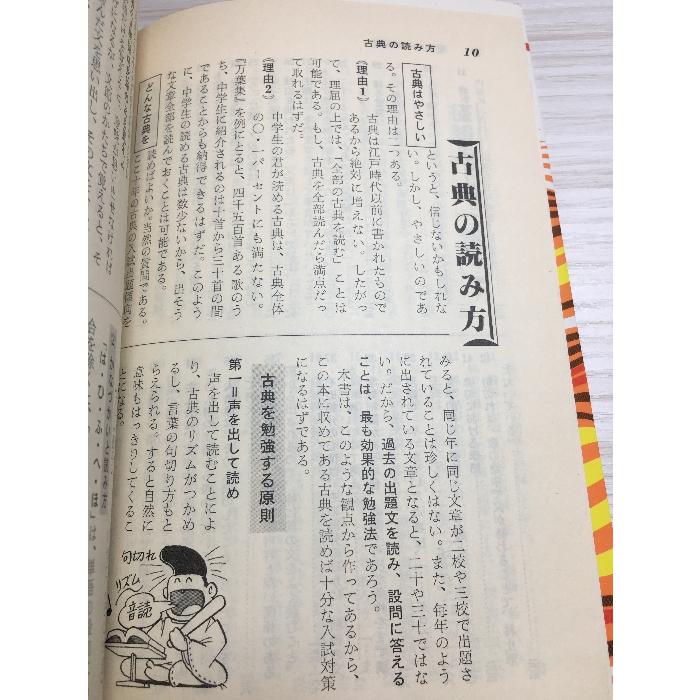 古典の読み方 10
古典の読み方
古典はやさしい というと、信じないかもしれな
い。しかし、やさしいのであ
る。その理由は二つある。
《理由1》 古典は江戸時代以前に書かれたもので
あるから絶対に増えない。したがっ
て、理屈の上では、「全部の古典を読む」ことは
可能である。もし、古典を全部読んだら満点だっ
て取れるはずだ。
《理由2》 中学生の君が読める古典は、古典全体
の〇・一パーセントにも満たない。
『万葉集』を例にとると、四千五百首ある歌のう
ち、中学生に紹介されるのは十首から三十首の間
であることからも納得できるはずだ。このよう
に、中学生の読める古典は数少ないから、出そう
な文章全部を読んでおくことは可能である。
どんな古典を 読めばよいか。当然の質問である。
みると、同じ年に同じ文章が二校や三校で出題さ
れていることは珍しくはない。また、毎年のよう
に出されている文章となると、二十や三十ではな
い。だから、過去の出題文を読み、設問に答える
ことは、最も効果的な勉強法であろう。
本書は、このような観点から作ってあるから、
この本に収めてある古典を読めば十分な入試対策
になるはずである。
古典を勉強する原則
第一＝声を出して読め
声を出して読むことによ
り、古典のリズムがつかめ
るし、言葉の句切り方もと
らえられる。すると自然に
意味もはっきりしてくるこ
とになる。
句切れ
リズム
音読